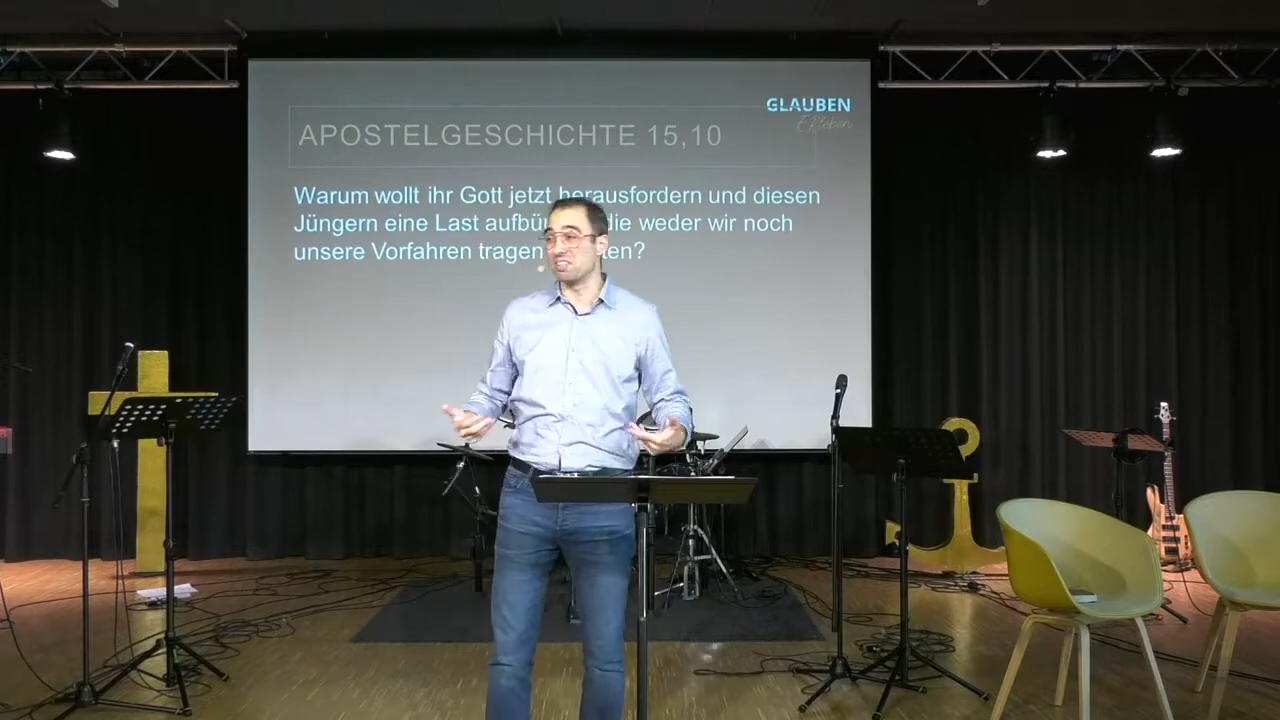 GLAUBEN
Erleben
APOSTELGESCHICHTE 15,10
Warum wollt ihr Gott jetzt herausfordern und diesen
Jüngern eine Last die weder wir noch
unsere Vorfahren tragen